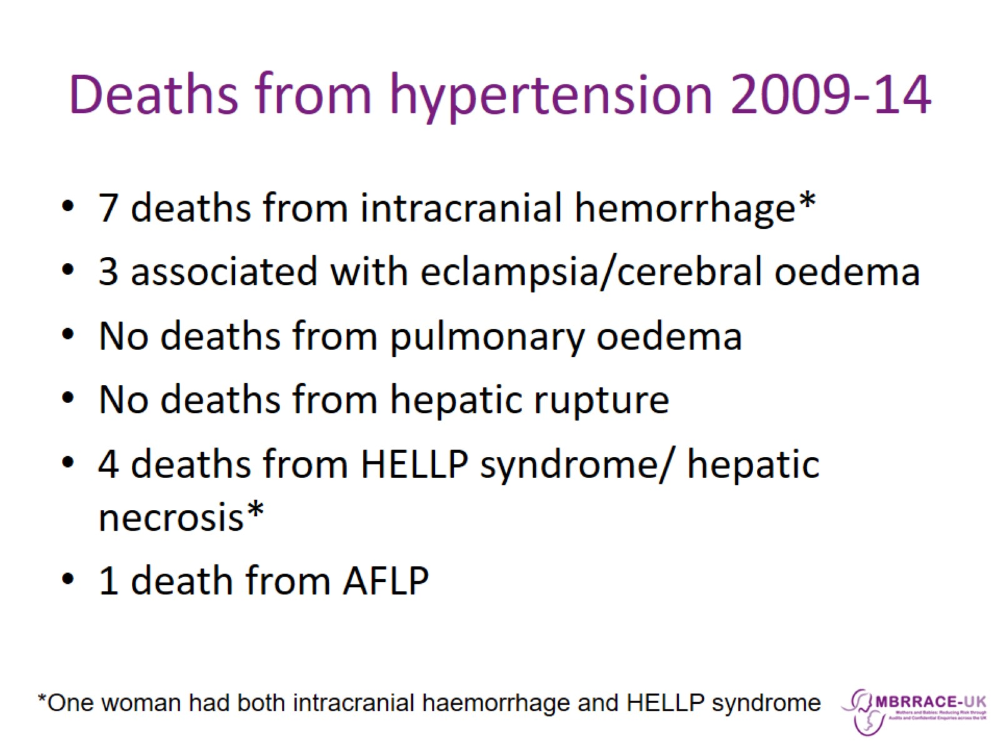 Deaths from hypertension 2009-14
• 7 deaths from intracranial hemorrhage*
• 3 associated with eclampsia/cerebral oedema
• No deaths from pulmonary oedema
• No deaths from hepatic rupture
• 4 deaths from HELLP syndrome/ hepatic
necrosis*
• 1 death from AFLP
*One woman had both intracranial haemorrhage and HELLP syndrome
MBRRACE-UK
Mothers and Babies: Reducing Risk through
Audits and Confidential Enquiries across the UK